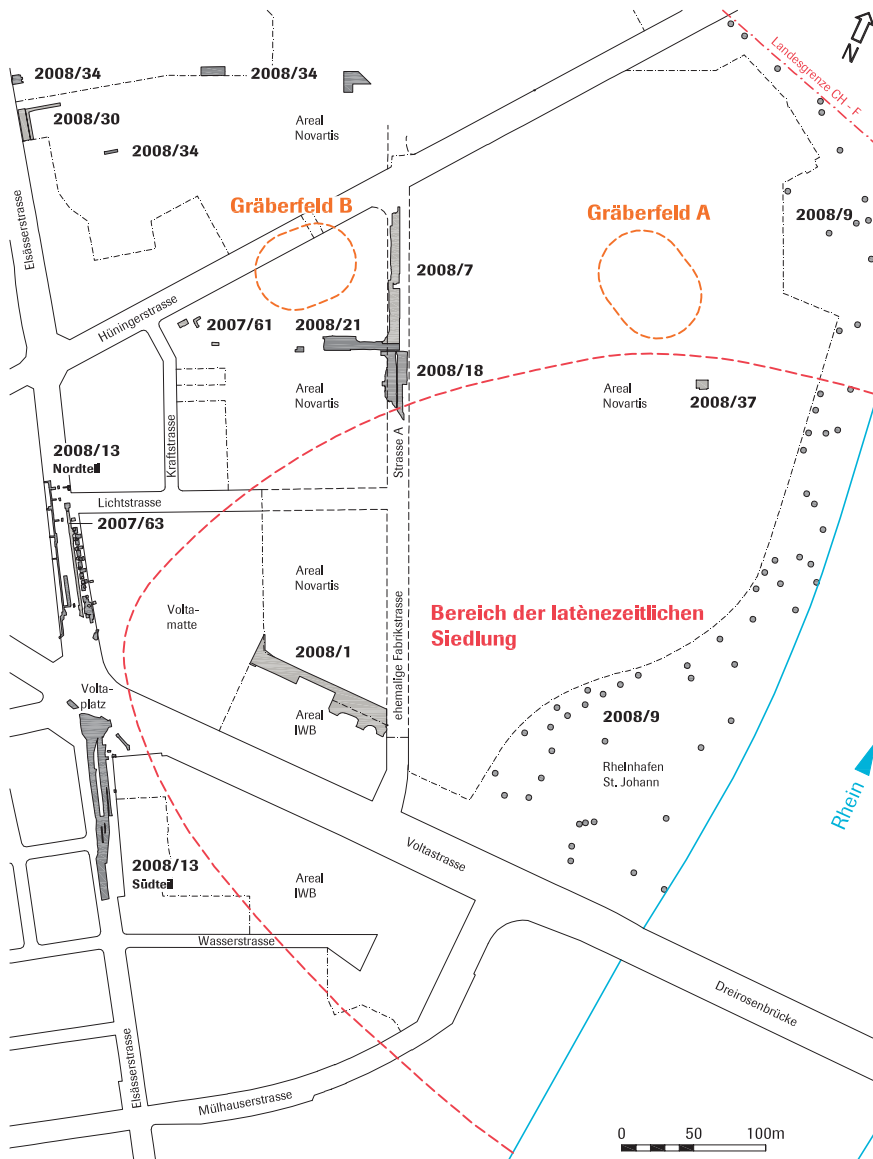 Landesgrenze CH - F
N
2008/34
2008/34
2008/30
2008/34
Areal
Novartis
Elsässerstrasse
Gräberfeld B
Gräberfeld A
2008/9
2008/7
Hüningerstrasse
2007/61
2008/21
2008/18
Areal
Novartis
Areal
Novartis
2008/37
Kraftstrasse
Strasse A
2008/13
Nordteil
Lichtstrasse
2007/63
Areal
Novartis
Volta-
matte
Bereich der latènezeitlichen
Siedlung
2008/1
ehemalige Fabrikstrasse
Volta-
platz
Areal
IWB
2008/9
Rheinhafen
St. Johann
Rhein
Voltastrasse
2008/13
Südteil
Areal
IWB
Wasserstrasse
Dreirosenbrücke
Elsässerstrasse
Mülhauserstrasse
0 50 100m